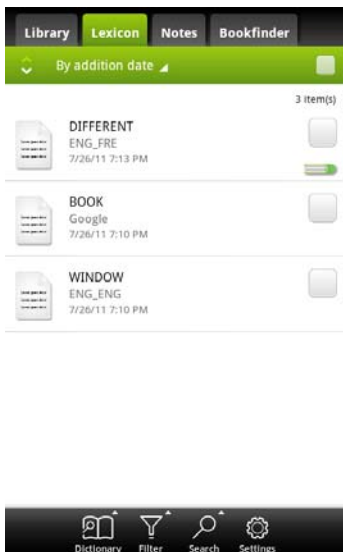 Library Lexicon Notes Bookfinder
By addition date
3 item(s)
DIFFERENT
ENG_FRE
7/26/11 7:13 PM
BOOK
Google
7/26/11 7:10 PM
WINDOW
ENG_ENG
7/26/11 7:10 PM
Dictionary Filter Search Settings